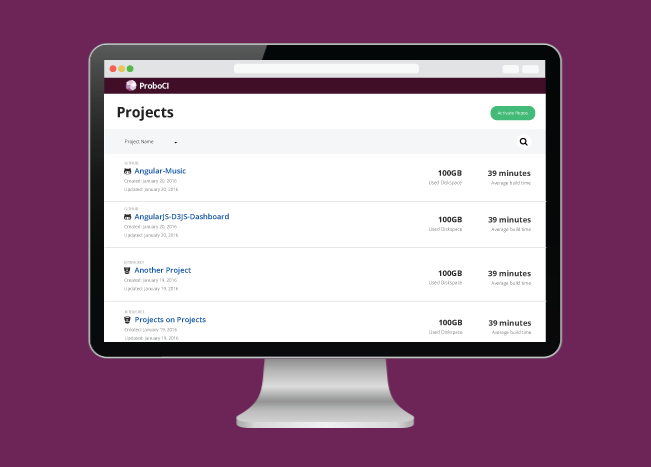 ProboCI
Projects
Activate Repos
Project Name
GITHUB
Angular-Music
Created: January 20, 2016
Updated: January 20, 2016
100GB
Used Diskspace
39 minutes
Average build time
GITHUB
AngularJS-D3JS-Dashboard
Created: January 20, 2016
Updated: January 20, 2016
100GB
Used Diskspace
39 minutes
Average build time
BITBUCKET
Another Project
Created: January 19, 2016
Updated: January 19, 2016
100GB
Used Diskspace
39 minutes
Average build time
BITBUCKET
Projects on Projects
Created: January 19, 2016
Updated: January 19, 2016
100GB
Used Diskspace
39 minutes
Average build time